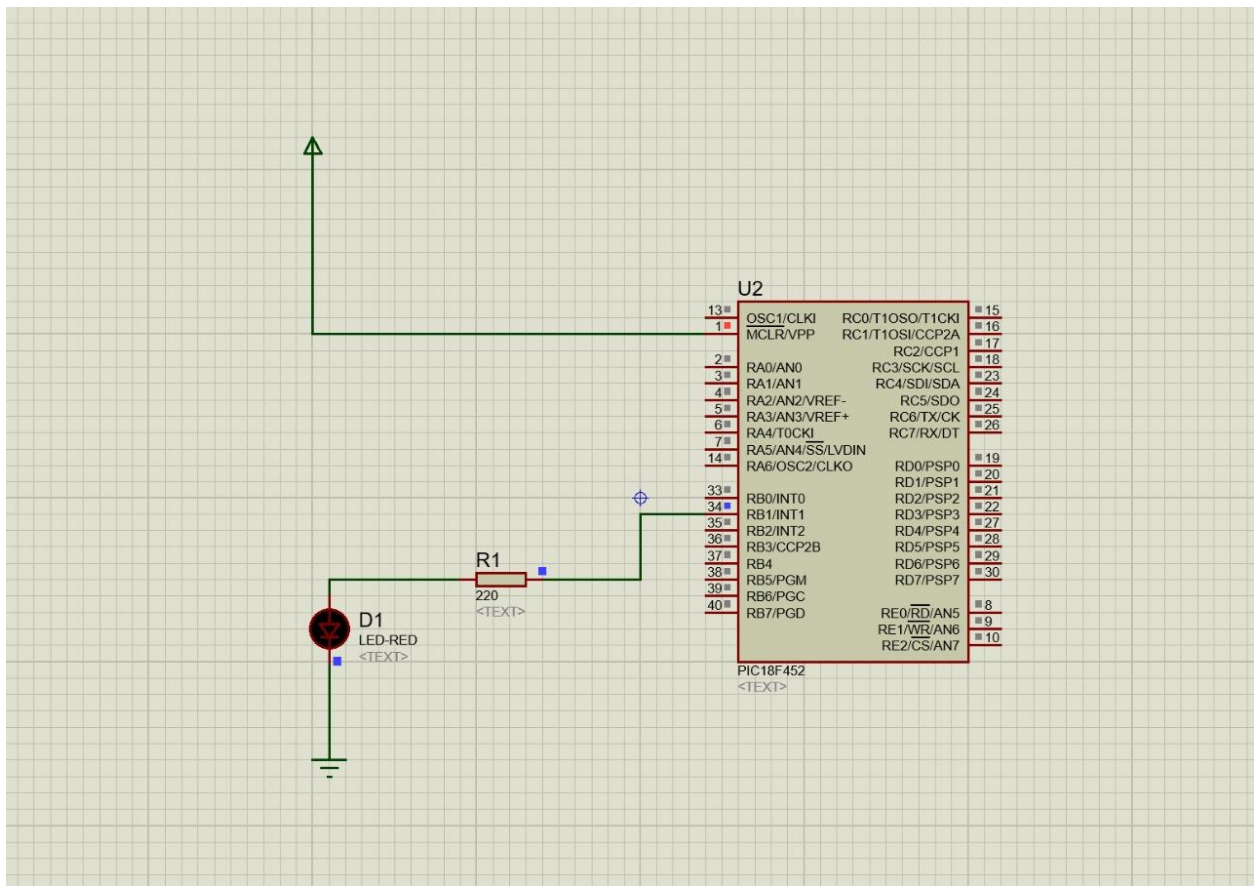 U2
13 OSC1/CLKI RC0/T1OSO/T1CKI 15
1 MCLR/VPP RC1/T1OSI/CCP2A 16
RC2/CCP1 17
2 RA0/AN0 RC3/SCK/SCL 18
3 RA1/AN1 RC4/SDI/SDA 23
4 RA2/AN2/VREF- RC5/SDO 24
5 RA3/AN3/VREF+ RC6/TX/CK 25
6 RA4/T0CKI RC7/RX/DT 26
7 RA5/AN4/SS/LVDIN
14 RA6/OSC2/CLKO RD0/PSP0 19
RD1/PSP1 20
33 RB0/INT0 RD2/PSP2 21
34 RB1/INT1 RD3/PSP3 22
35 RB2/INT2 RD4/PSP4 27
36 RB3/CCP2B RD5/PSP5 28
37 RB4 RD6/PSP6 29
38 RB5/PGM RD7/PSP7 30
39 RB6/PGC
40 RB7/PGD RE0/RD/AN5 8
RE1/WR/AN6 9
RE2/CS/AN7 10
PIC18F452
<TEXT>
R1
220
<TEXT>
D1
LED-RED
<TEXT>